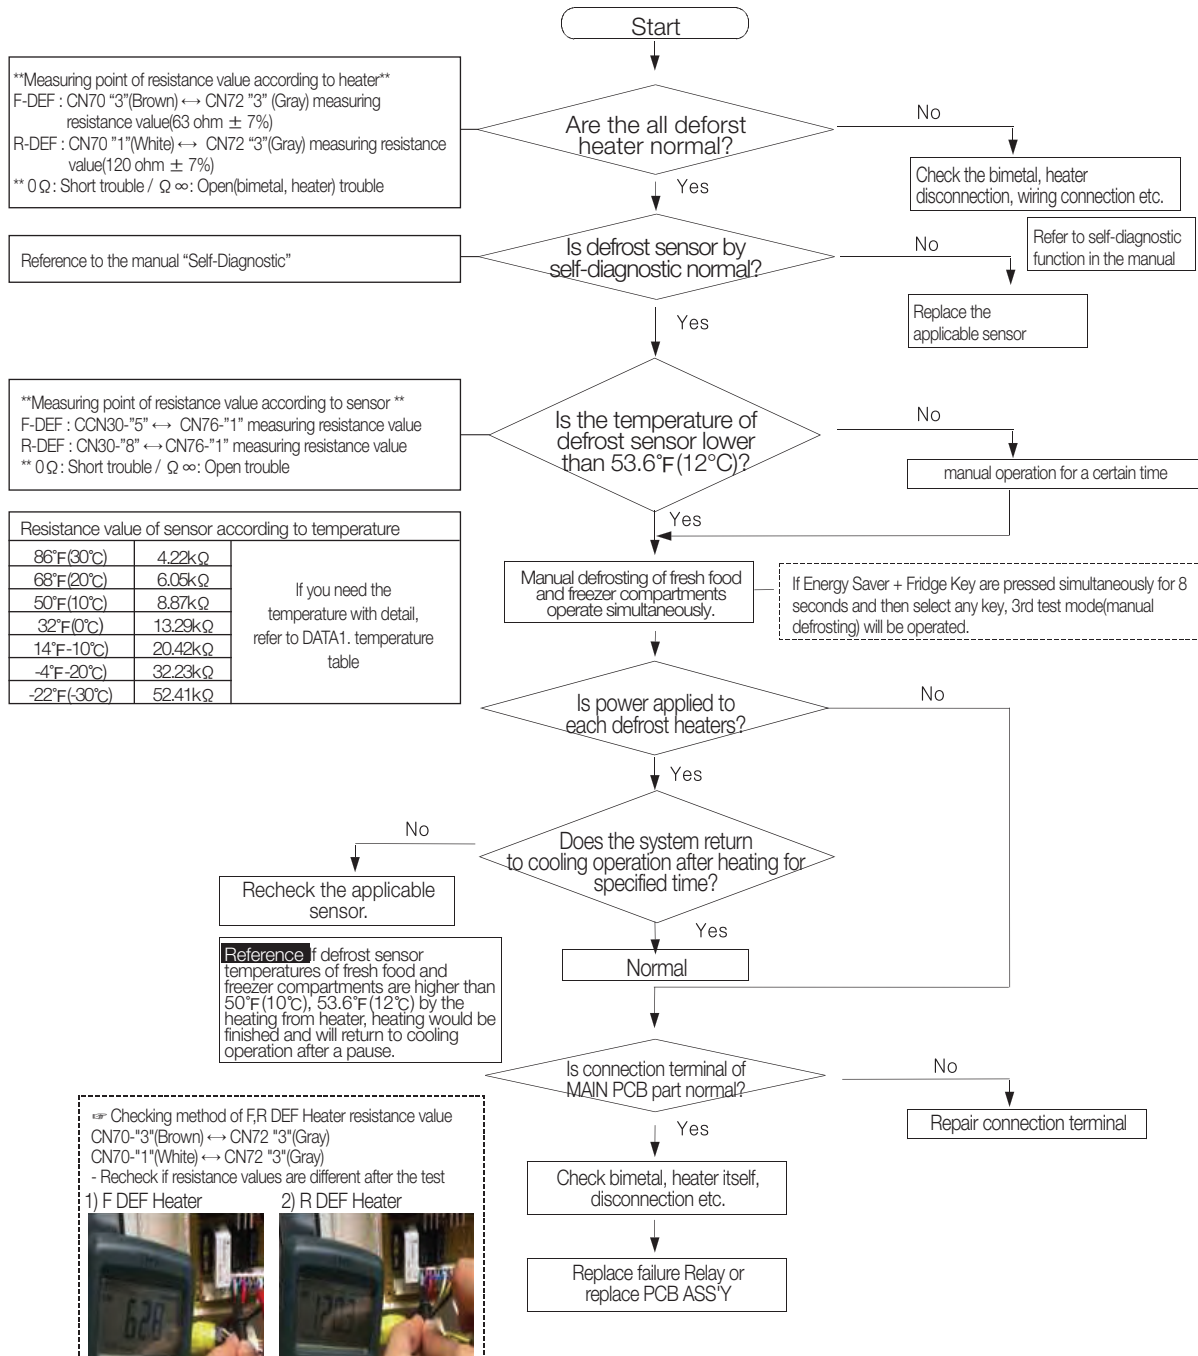 Start
**Measuring point of resistance value according to heater**
F-DEF : CN70 “3”(Brown) ↔ CN72 ”3” (Gray) measuring
resistance value(63 ohm ± 7%)
R-DEF : CN70 ”1”(White) ↔ CN72 “3”(Gray) measuring resistance
value(120 ohm ± 7%)
** 0Ω: Short trouble / Ω ∞: Open(bimetal, heater) trouble
Are the all deforst
heater normal?
No
Check the bimetal, heater
disconnection, wiring connection etc.
Yes
Reference to the manual “Self-Diagnostic”
Is defrost sensor by
self-diagnostic normal?
No
Refer to self-diagnostic
function in the manual
Replace the
applicable sensor
Yes
**Measuring point of resistance value according to sensor **
F-DEF : CCN30-”5” ↔ CN76-”1” measuring resistance value
R-DEF : CN30-”8” ↔CN76-”1” measuring resistance value
** 0Ω: Short trouble / Ω ∞: Open trouble
Is the temperature of
defrost sensor lower
than 53.6°F(12°C)?
No
manual operation for a certain time
Yes
Resistance value of sensor according to temperature
86°F(30°C) 4.22kΩ
68°F(20°C) 6.05kΩ
50°F(10°C) 8.87kΩ
32°F(0°C) 13.29kΩ
14°F-10°C) 20.42kΩ
-4°F-20°C) 32.23kΩ
-22°F(-30°C) 52.41kΩ
If you need the
temperature with detail,
refer to DATA1. temperature
table
Manual defrosting of fresh food
and freezer compartments
operate simultaneously.
If Energy Saver + Fridge Key are pressed simultaneously for 8
seconds and then select any key, 3rd test mode(manual
defrosting) will be operated.
Is power applied to
each defrost heaters?
No
Yes
Does the system return
to cooling operation after heating for
specified time?
No
Recheck the applicable
sensor.
Yes
Normal
Reference If defrost sensor
temperatures of fresh food and
freezer compartments are higher than
50°F(10°C), 53.6°F(12°C) by the
heating from heater, heating would be
finished and will return to cooling
operation after a pause.
Is connection terminal of
MAIN PCB part normal?
No
Repair connection terminal
Yes
Check bimetal, heater itself,
disconnection etc.
Replace failure Relay or
replace PCB ASS'Y
☞ Checking method of F,R DEF Heater resistance value
CN70-"3"(Brown) ↔ CN72 "3"(Gray)
CN70-"1"(White) ↔ CN72 "3"(Gray)
- Recheck if resistance values are different after the test
1) F DEF Heater
2) R DEF Heater
62.8